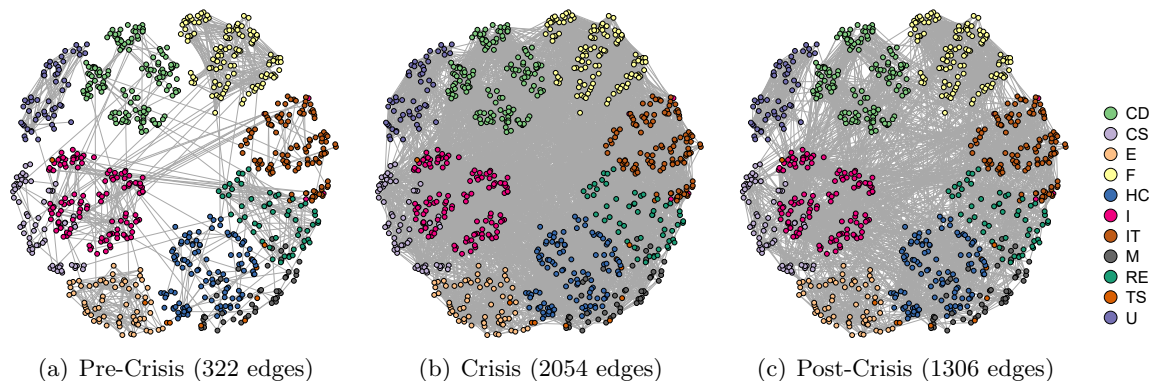 CD
CS
E
F
HC
I
IT
M
RE
TS
U
(a) Pre-Crisis (322 edges)
(b) Crisis (2054 edges)
(c) Post-Crisis (1306 edges)